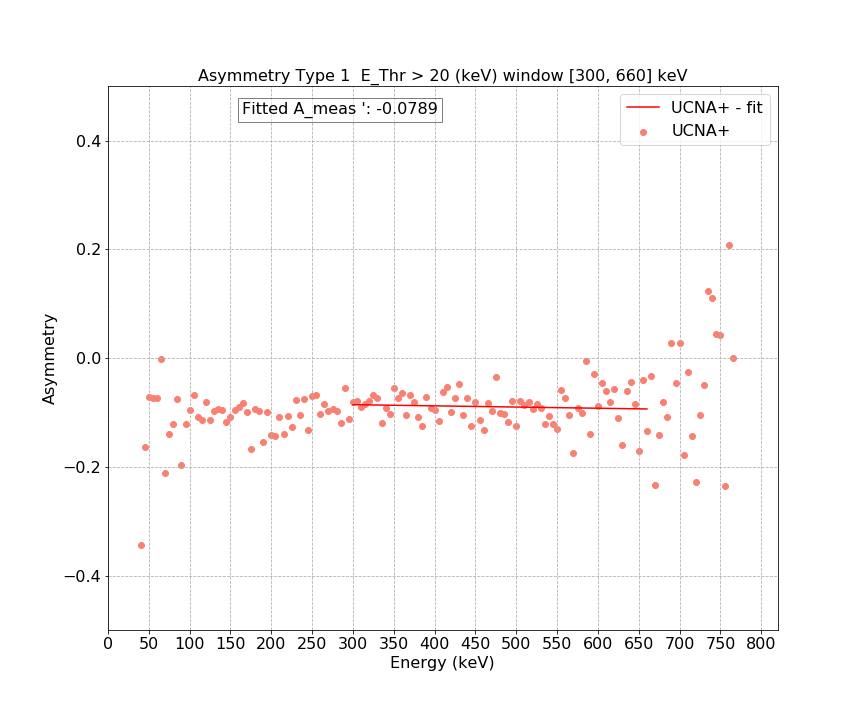 Asymmetry Type 1  E_Thr > 20 (keV) window [300, 660] keV
Fitted A_meas ': -0.0789
UCNA+ - fit
UCNA+
0.4
0.2
0.0
−0.2
−0.4
Asymmetry
0 50 100 150 200 250 300 350 400 450 500 550 600 650 700 750 800
Energy (keV)